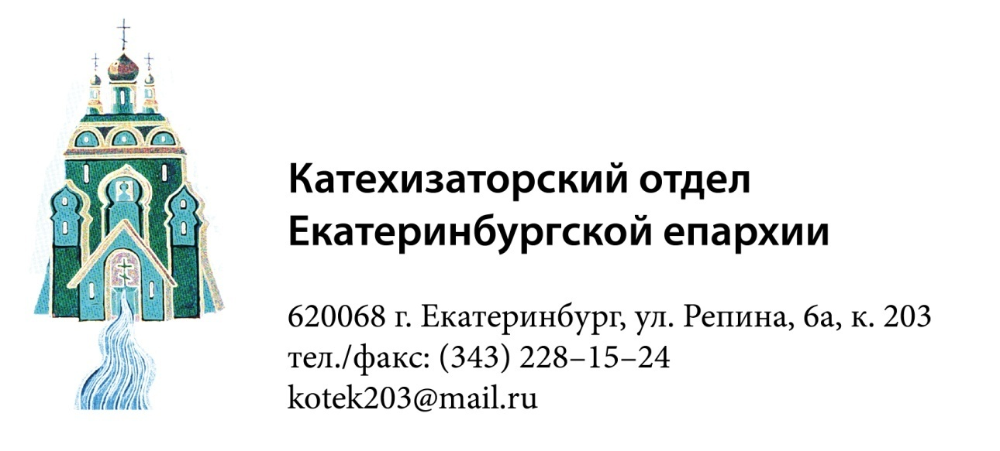 Катехизаторский отдел
Екатеринбургской епархии
620068 г. Екатеринбург, ул. Репина, 6а, к. 203
тел./факс: (343) 228–15–24
kotek203@mail.ru